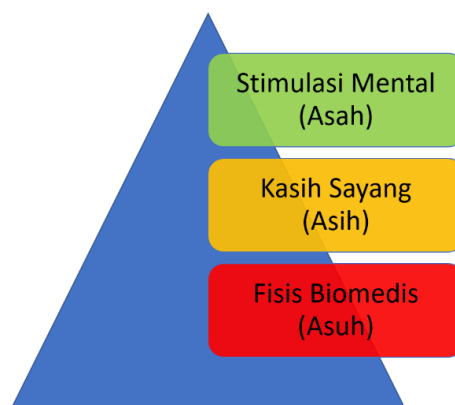 Stimulasi Mental
(Asah)
Kasih Sayang
(Asih)
Fisis Biomedis
(Asuh)